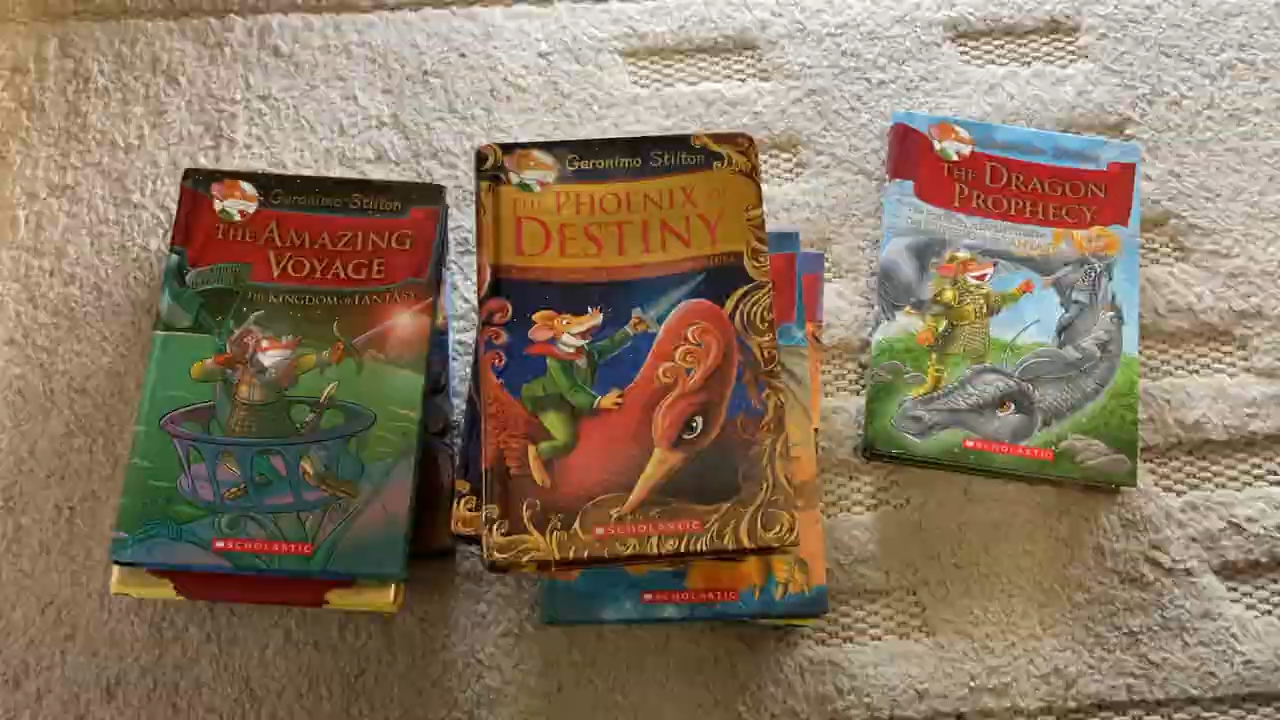 Geronimo Stilton
THE AMAZING
VOYAGE
THE KINGDOM OF FANTASY
SCHOLASTIC
Geronimo Stilton
THE PHOENIX OF
DESTINY
SCHOLASTIC
SCHOLASTIC
THE DRAGON
PROPHECY
SCHOLASTIC